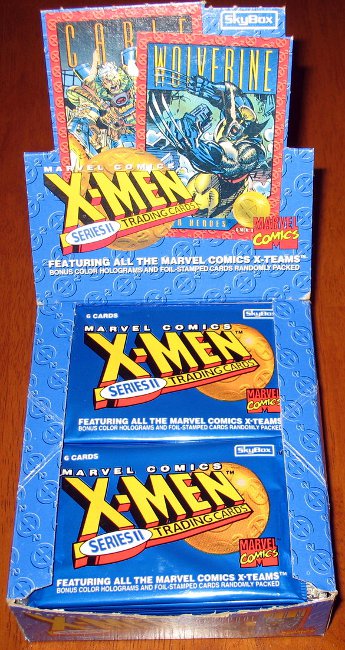 SkyBox
CABLE
WOLVERINE
HEROES
MARVEL COMICS
X-MEN
SERIES II
TRADING CARDS
MARVEL
COMICS
FEATURING ALL THE MARVEL COMICS X-TEAMS™
BONUS COLOR HOLOGRAMS AND FOIL-STAMPED CARDS RANDOMLY PACKED
6 CARDS
SkyBox
MARVEL COMICS
X-MEN™
SERIES II
TRADING CARDS
MARVEL
COMICS
FEATURING ALL THE MARVEL COMICS X-TEAMS
BONUS COLOR HOLOGRAMS AND FOIL-STAMPED CARDS RANDOMLY PACKED
6 CARDS
SkyBox
MARVEL COMICS
X-MEN™
SERIES II
TRADING CARDS
MARVEL
COMICS
FEATURING ALL THE MARVEL COMICS X-TEAMS™
BONUS COLOR HOLOGRAMS AND FOIL-STAMPED CARDS RANDOMLY PACKED